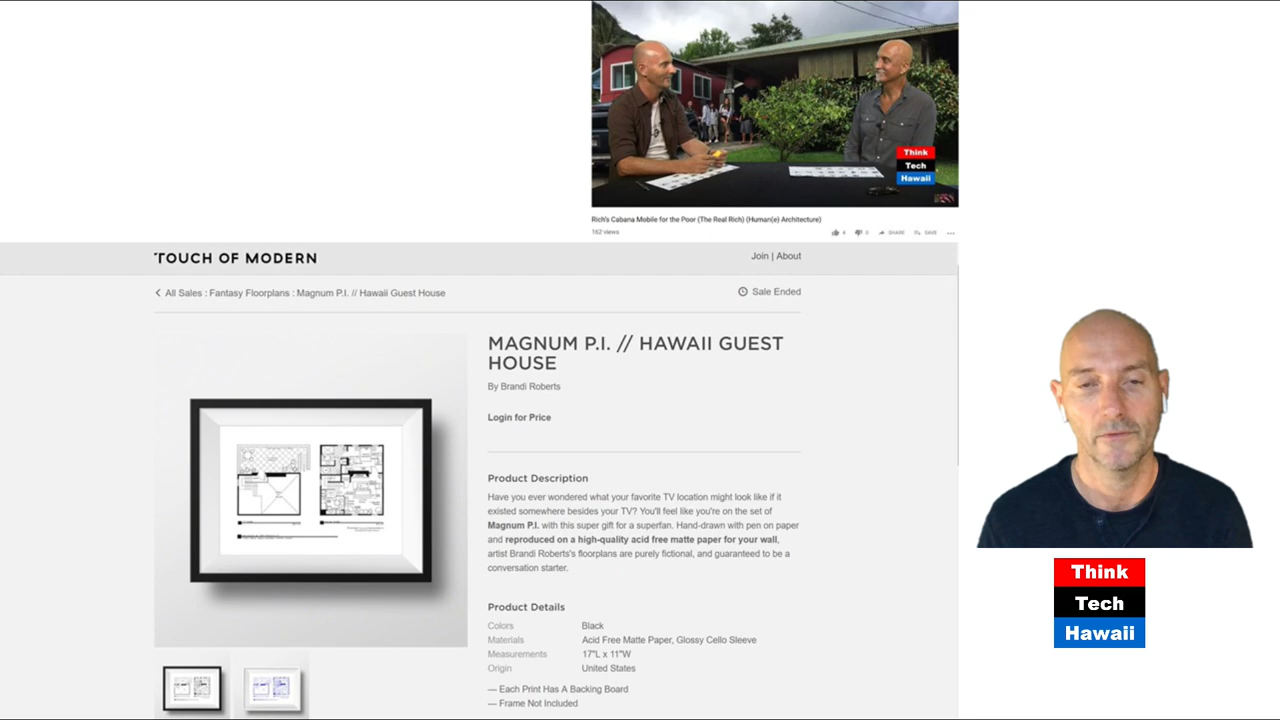 Think
Tech
Hawaii
Rich's Cabana Mobile for the Poor (The Real Rich) (Human(e) Architecture)
162 views
4
0
SHARE
SAVE
TOUCH OF MODERN
Join | About
All Sales : Fantasy Floorplans : Magnum P.I. // Hawaii Guest House
Sale Ended
MAGNUM P.I. // HAWAII GUEST
HOUSE
By Brandi Roberts
Login for Price
Product Description
Have you ever wondered what your favorite TV location might look like if it
existed somewhere besides your TV? You'll feel like you're on the set of
Magnum P.I. with this super gift for a superfan. Hand-drawn with pen on paper
and reproduced on a high-quality acid free matte paper for your wall,
artist Brandi Roberts's floorplans are purely fictional, and guaranteed to be a
conversation starter.
Product Details
Colors Black
Materials Acid Free Matte Paper, Glossy Cello Sleeve
Measurements 17"L x 11"W
Origin United States
— Each Print Has A Backing Board
— Frame Not Included
Think
Tech
Hawaii